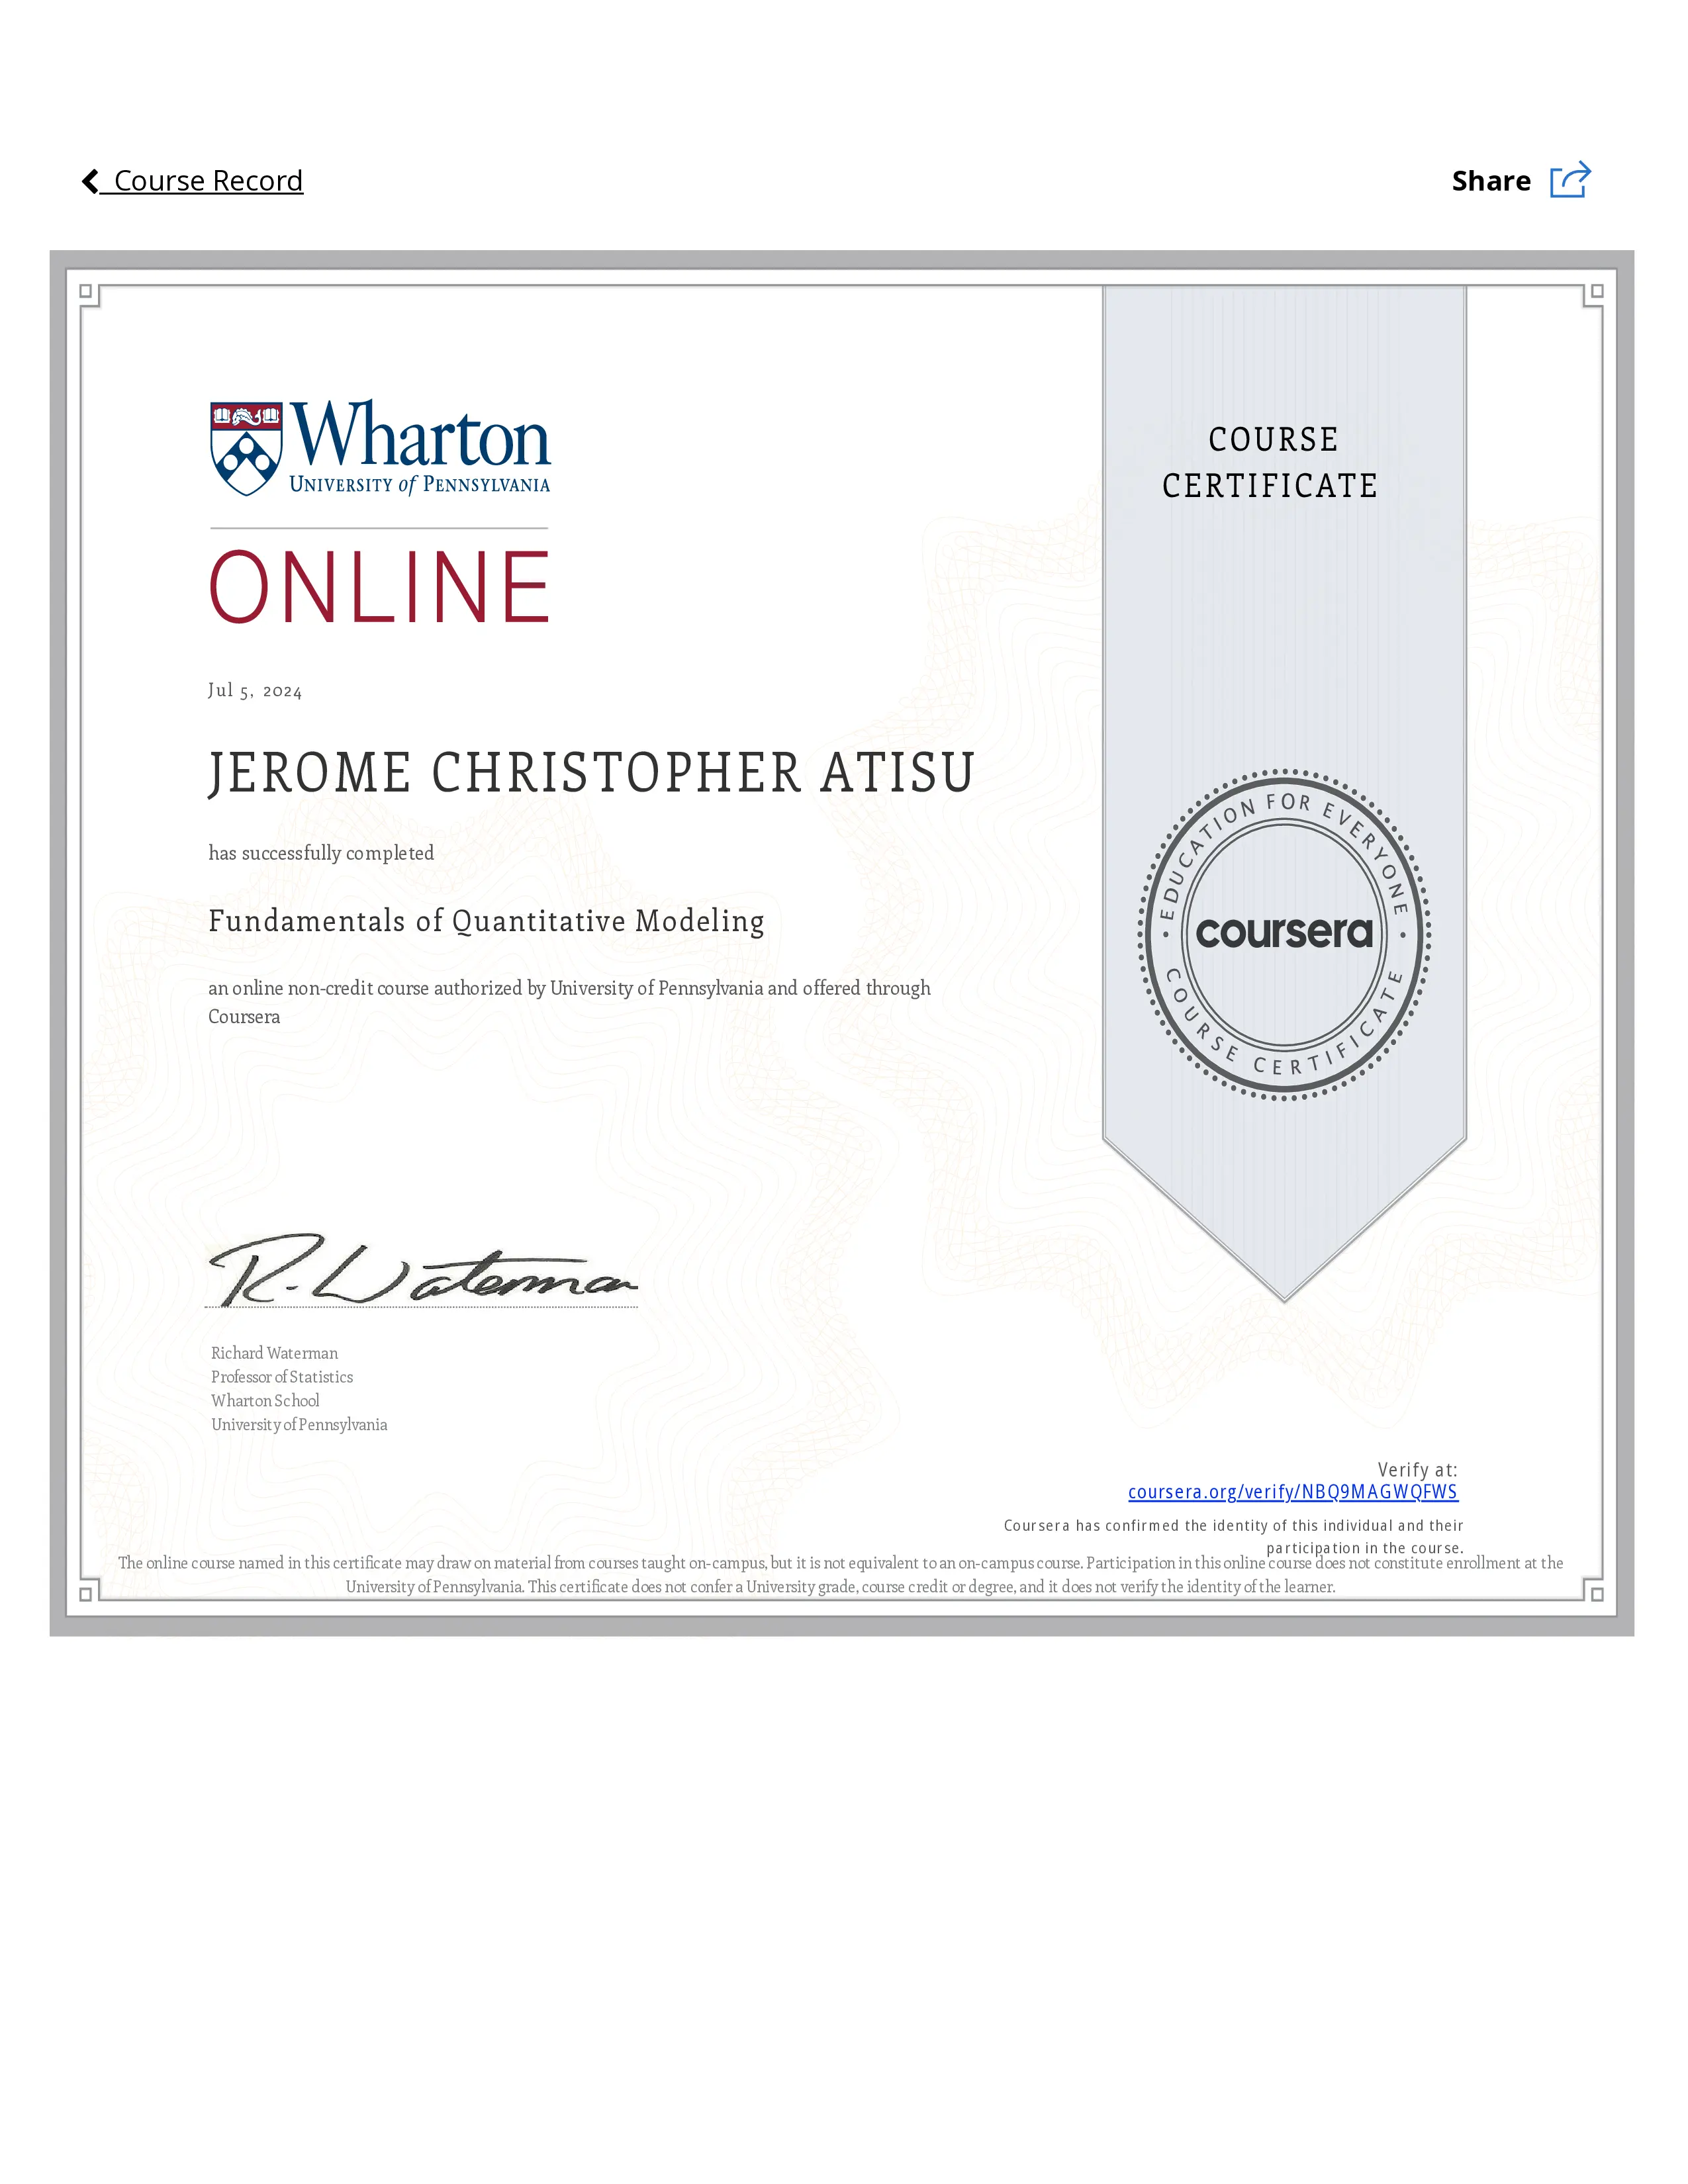 Course Record
Share
Wharton
UNIVERSITY of PENNSYLVANIA
ONLINE
COURSE
CERTIFICATE
Jul 5, 2024
JEROME CHRISTOPHER ATISU
has successfully completed
Fundamentals of Quantitative Modeling
an online non-credit course authorized by University of Pennsylvania and offered through
Coursera
EDUCATION FOR EVERYONE
coursera
COURSE CERTIFICATE
R. Waterman
Richard Waterman
Professor of Statistics
Wharton School
University of Pennsylvania
Verify at:
coursera.org/verify/NBQ9MAGWQFWS
Coursera has confirmed the identity of this individual and their
participation in the course.
The online course named in this certificate may draw on material from courses taught on-campus, but it is not equivalent to an on-campus course. Participation in this online course does not constitute enrollment at the
University of Pennsylvania. This certificate does not confer a University grade, course credit or degree, and it does not verify the identity of the learner.